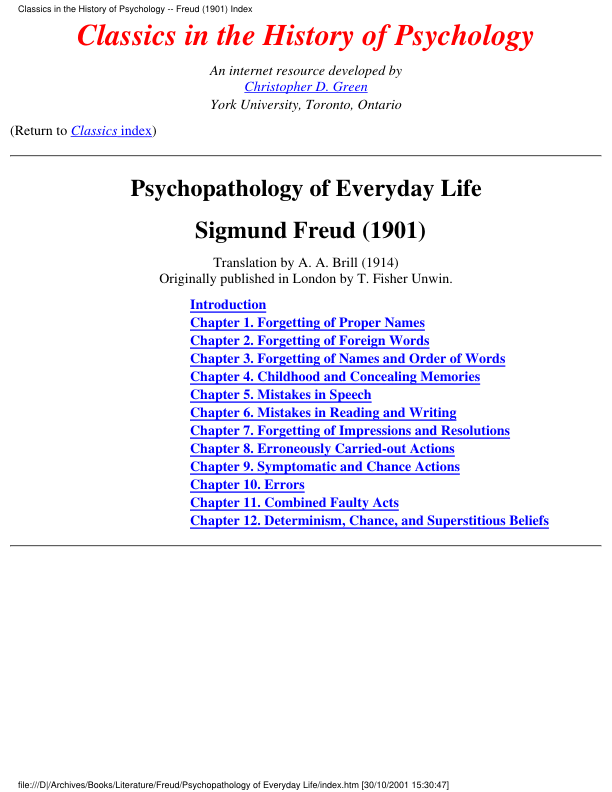 Classics in the History of Psychology -- Freud (1901) Index
Classics in the History of Psychology
An internet resource developed by
Christopher D. Green
York University, Toronto, Ontario
(Return to Classics index)
Psychopathology of Everyday Life
Sigmund Freud (1901)
Translation by A. A. Brill (1914)
Originally published in London by T. Fisher Unwin.
Introduction
Chapter 1. Forgetting of Proper Names
Chapter 2. Forgetting of Foreign Words
Chapter 3. Forgetting of Names and Order of Words
Chapter 4. Childhood and Concealing Memories
Chapter 5. Mistakes in Speech
Chapter 6. Mistakes in Reading and Writing
Chapter 7. Forgetting of Impressions and Resolutions
Chapter 8. Erroneously Carried-out Actions
Chapter 9. Symptomatic and Chance Actions
Chapter 10. Errors
Chapter 11. Combined Faulty Acts
Chapter 12. Determinism, Chance, and Superstitious Beliefs
file:///D|/Archives/Books/Literature/Freud/Psychopathology of Everyday Life/index.htm [30/10/2001 15:30:47]